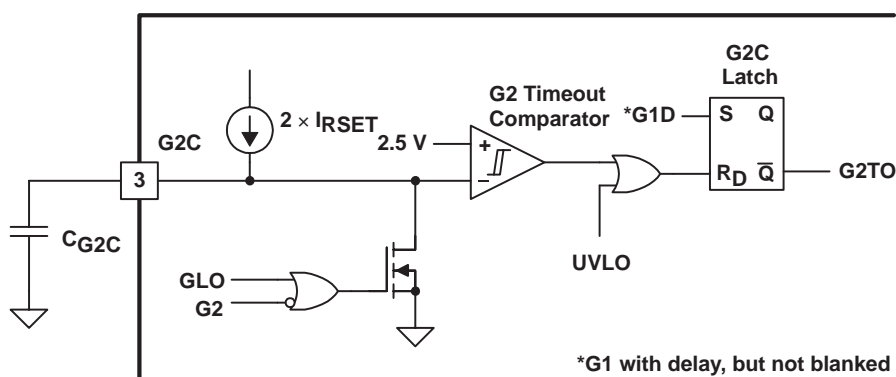 G2C
Latch
G2 Timeout
Comparator
*G1D
S Q
2 × IRSET
G2C
2.5 V
+
–
3
RD Q̅
G2TO
CG2C
UVLO
GLO
G2
*G1 with delay, but not blanked